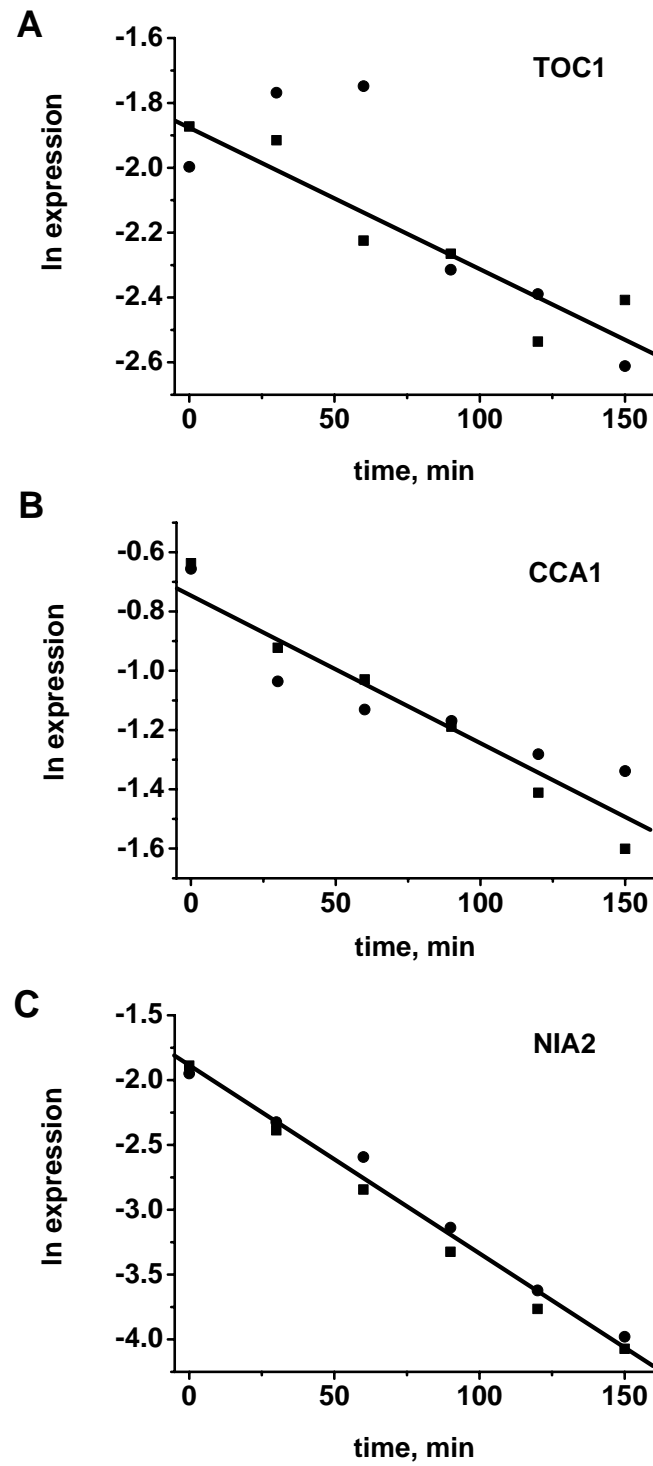 A
TOC1
-1.6
-1.8
-2.0
-2.2
-2.4
-2.6
ln expression
0 50 100 150
time, min
B
CCA1
-0.6
-0.8
-1.0
-1.2
-1.4
-1.6
ln expression
0 50 100 150
time, min
C
NIA2
-1.5
-2.0
-2.5
-3.0
-3.5
-4.0
ln expression
0 50 100 150
time, min